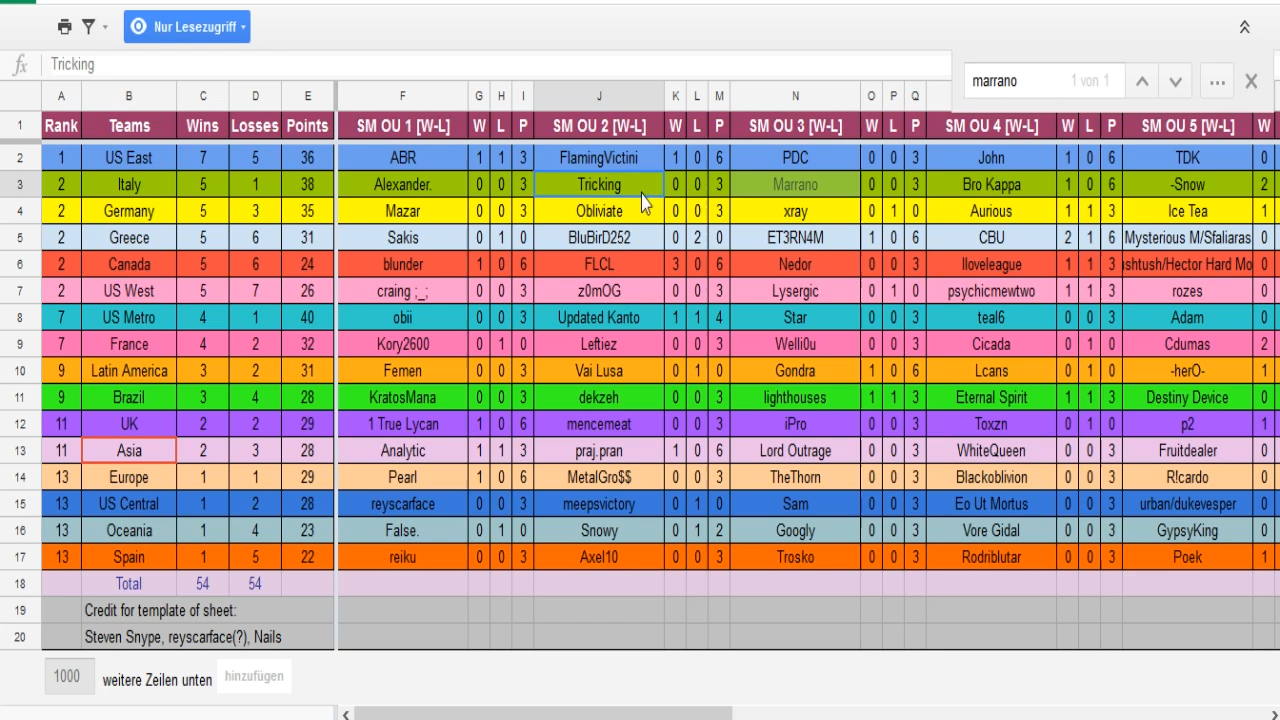 Nur Lesezugriff
fx Tricking
marrano 1 von 1
A B C D E F G H I J K L M N O P Q
1 Rank Teams Wins Losses Points SM OU 1 [W-L] W L P SM OU 2 [W-L] W L P SM OU 3 [W-L] W L P SM OU 4 [W-L] W L P SM OU 5 [W-L] W
2 1 US East 7 5 36 ABR 1 1 3 FlamingVictini 1 0 6 PDC 0 0 3 John 1 0 6 TDK 0
3 2 Italy 5 1 38 Alexander. 0 0 3 Tricking 0 0 3 Marrano 0 0 3 Bro Kappa 1 0 6 -Snow 2
4 2 Germany 5 3 35 Mazar 0 0 3 Obliviate 0 0 3 xray 0 1 0 Aurious 1 1 3 Ice Tea 1
5 2 Greece 5 6 31 Sakis 0 1 0 BluBirD252 0 2 0 ET3RN4M 1 0 6 CBU 2 1 6 Mysterious M/Sfaliaras 0
6 2 Canada 5 6 24 blunder 1 0 6 FLCL 3 0 6 Nedor 0 0 3 lloveleague 1 1 3 shtush/Hector Hard Mo 0
7 2 US West 5 7 26 craing ;_; 0 0 3 z0mOG 0 0 3 Lysergic 0 1 0 psychicmewtwo 1 1 3 rozes 0
8 7 US Metro 4 1 40 obii 0 0 3 Updated Kanto 1 1 4 Star 0 0 3 teal6 0 0 3 Adam 0
9 7 France 4 2 32 Kory2600 0 1 0 Leftiez 0 0 3 Welli0u 0 0 3 Cicada 0 1 0 Cdumas 2
10 9 Latin America 3 2 31 Femen 0 0 3 Vai Lusa 0 1 0 Gondra 1 0 6 Lcans 0 1 0 -herO- 1
11 9 Brazil 3 4 28 KratosMana 0 0 3 dekzeh 0 0 3 lighthouses 1 1 3 Eternal Spirit 1 1 3 Destiny Device 0
12 11 UK 2 2 29 1 True Lycan 1 0 6 mencemeat 0 0 3 iPro 0 0 3 Toxzn 0 1 0 p2 1
13 11 Asia 2 3 28 Analytic 1 1 3 praj.pran 1 0 6 Lord Outrage 0 0 3 WhiteQueen 0 0 3 Fruitdealer 0
14 13 Europe 1 1 29 Pearl 1 0 6 MetalGro$$ 0 0 3 TheThorn 0 0 3 Blackoblivion 0 0 3 R!cardo 0
15 13 US Central 1 2 28 reyscarface 0 0 3 meepsvictory 0 1 0 Sam 0 0 3 Eo Ut Mortus 0 0 3 urban/dukevesper 0
16 13 Oceania 1 4 23 False. 0 1 0 Snowy 0 1 2 Googly 0 0 3 Vore Gidal 0 0 3 GypsyKing 0
17 13 Spain 1 5 22 reiku 0 0 3 Axel10 0 0 3 Trosko 0 0 3 Rodriblutar 0 0 3 Poek 1
18 Total 54 54
19 Credit for template of sheet:
20 Steven Snype, reyscarface(?), Nails
1000 weitere Zeilen unten hinzufügen